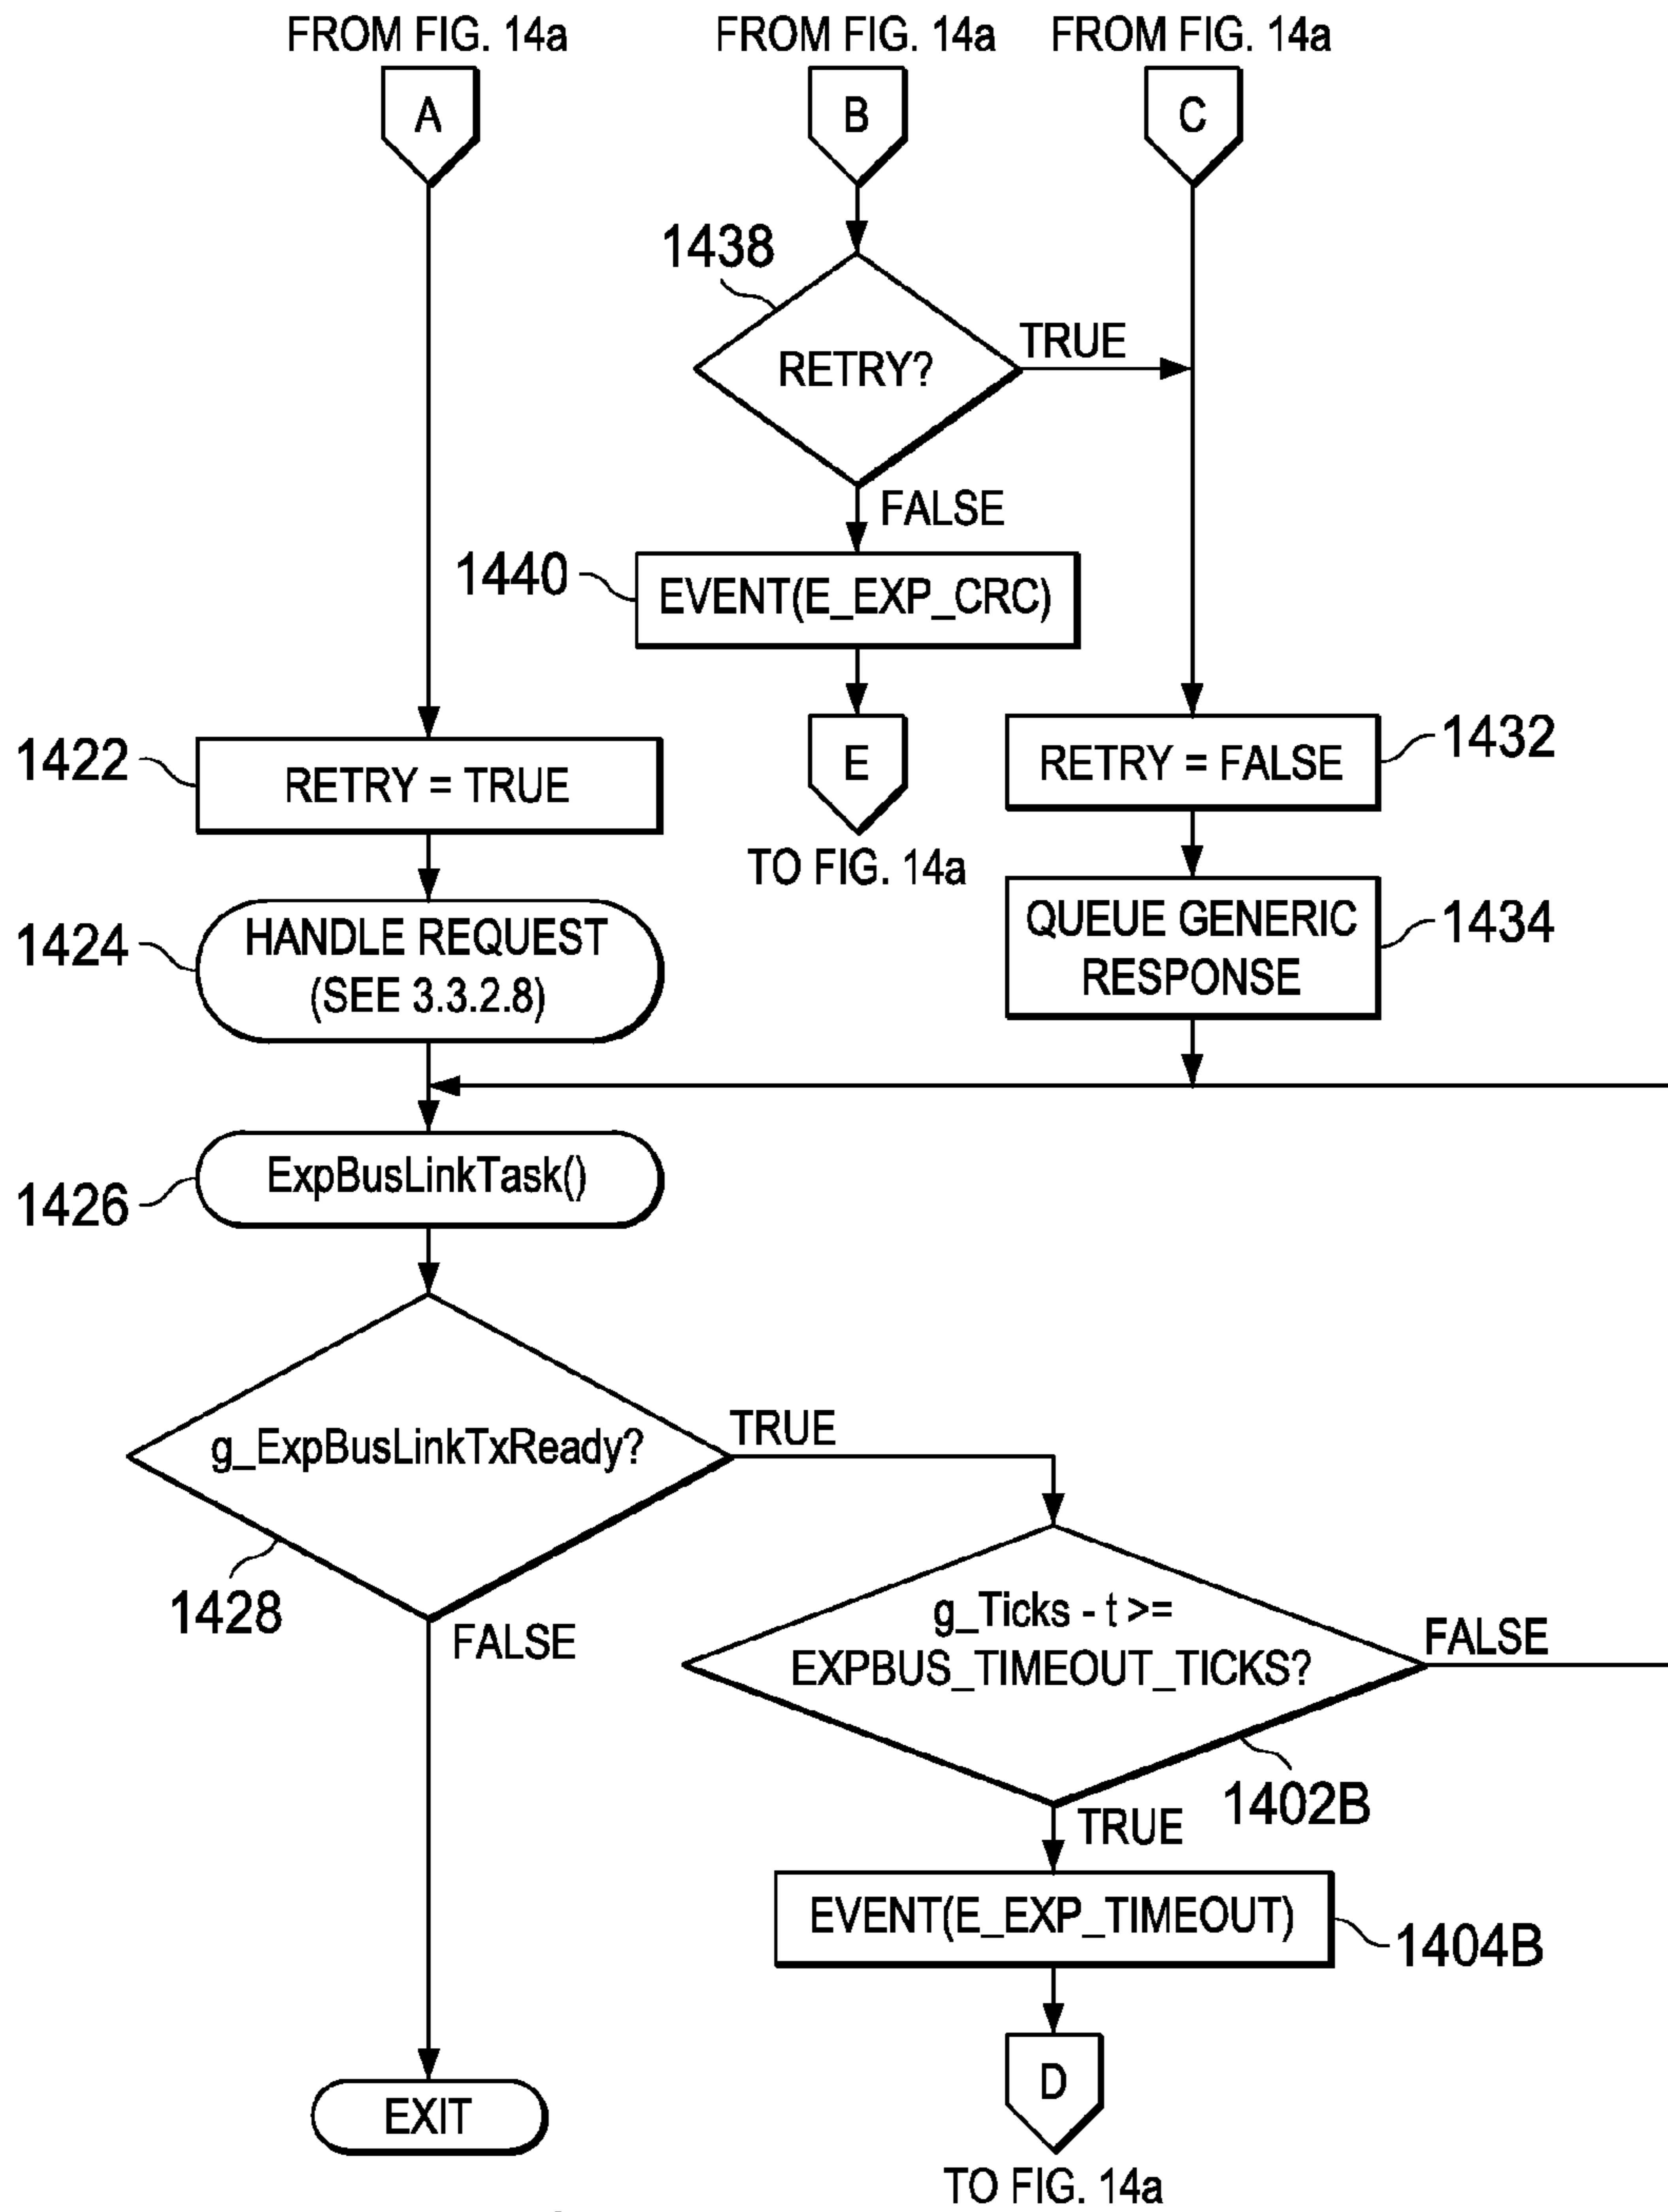 FROM FIG. 14a
FROM FIG. 14a
FROM FIG. 14a
A
B
C
1438
RETRY?
TRUE
FALSE
1440
EVENT(E_EXP_CRC)
E
TO FIG. 14a
1422
RETRY = TRUE
RETRY = FALSE
1432
1424
HANDLE REQUEST
(SEE 3.3.2.8)
QUEUE GENERIC
RESPONSE
1434
1426
ExpBusLinkTask()
g_ExpBusLinkTxReady?
TRUE
1428
FALSE
g_Ticks - t >=
EXPBUS_TIMEOUT_TICKS?
FALSE
1402B
TRUE
EVENT(E_EXP_TIMEOUT)
1404B
D
EXIT
TO FIG. 14a